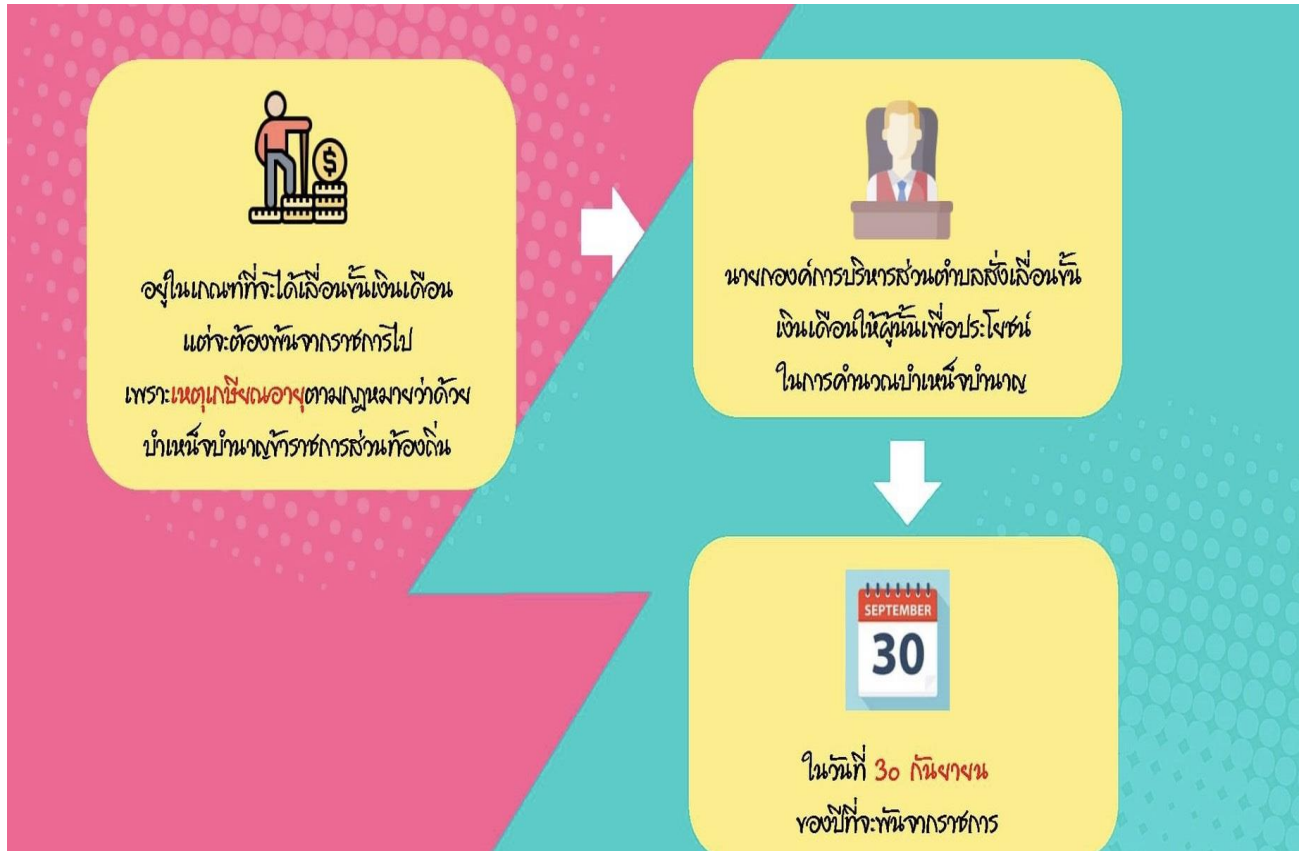 อยู่ในเกณฑ์ที่จะได้เลื่อนขั้นเงินเดือน
แต่จะต้องพ้นจากราชการไป
เพราะเหตุเกษียณอายุตามกฎหมายว่าด้วย
บำเหน็จบำนาญข้าราชการส่วนท้องถิ่น
นายกองค์การบริหารส่วนตำบลสั่งเลื่อนขั้น
เงินเดือนให้ผู้นั้นเพื่อประโยชน์
ในการคำนวณบำเหน็จบำนาญ
SEPTEMBER
30
ในวันที่ 30 กันยายน
ของปีที่จะพ้นจากราชการ